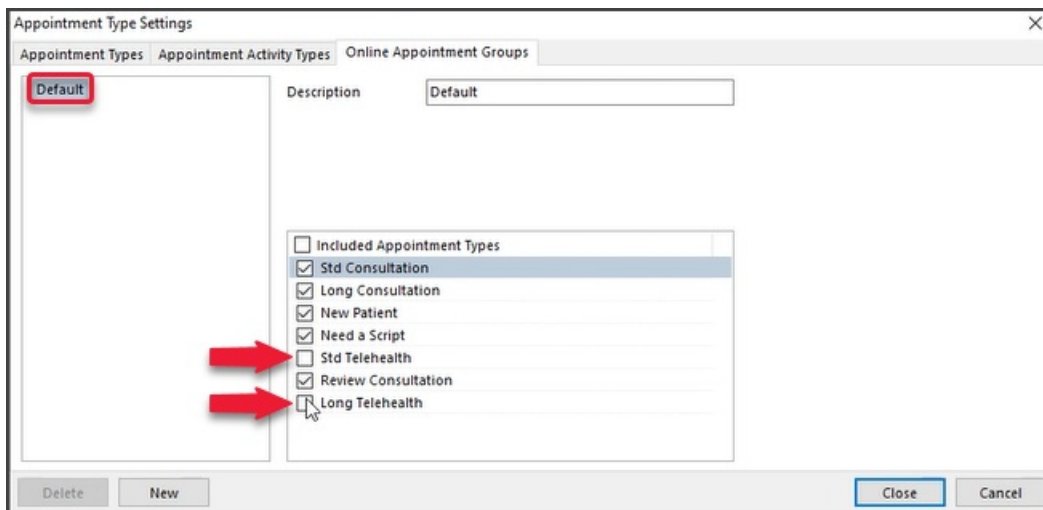 Appointment Type Settings
Appointment Types Appointment Activity Types Online Appointment Groups
Default
Description Default
Included Appointment Types
Std Consultation
Long Consultation
New Patient
Need a Script
Std Telehealth
Review Consultation
Long Telehealth
Delete New Close Cancel